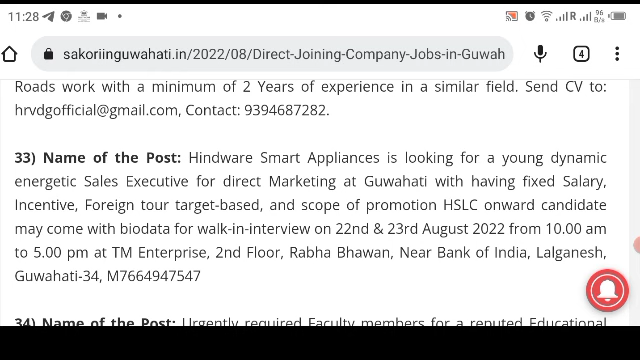 11:28
96 B/s
sakoriinguwahati.in/2022/08/Direct-Joining-Company-Jobs-in-Guwah
4
Roads work with a minimum of 2 Years of experience in a similar field. Send CV to:
hrvdgofficial@gmail.com, Contact: 9394687282.
33) Name of the Post: Hindware Smart Appliances is looking for a young dynamic
energetic Sales Executive for direct Marketing at Guwahati with having fixed Salary,
Incentive, Foreign tour target-based, and scope of promotion HSLC onward candidate
may come with biodata for walk-in-interview on 22nd & 23rd August 2022 from 10.00 am
to 5.00 pm at TM Enterprise, 2nd Floor, Rabha Bhawan, Near Bank of India, Lalganesh,
Guwahati-34, M7664947547
34) Name of the Post: Urgently required Faculty members for a reputed Educational